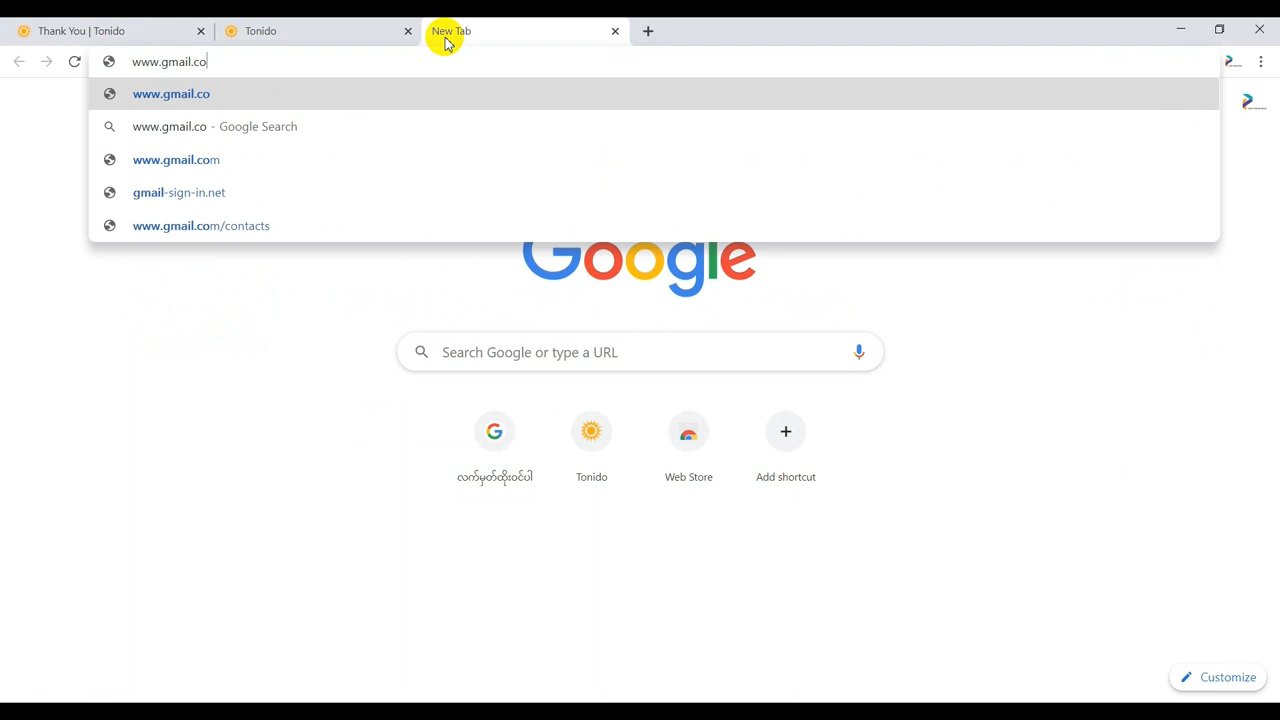 Thank You | Tonido
Tonido
New Tab
www.gmail.co
www.gmail.co
www.gmail.co - Google Search
www.gmail.com
gmail-sign-in.net
www.gmail.com/contacts
Google
Search Google or type a URL
လက်မှတ်ထိုးဝင်ပါ
Tonido
Web Store
Add shortcut
Customize